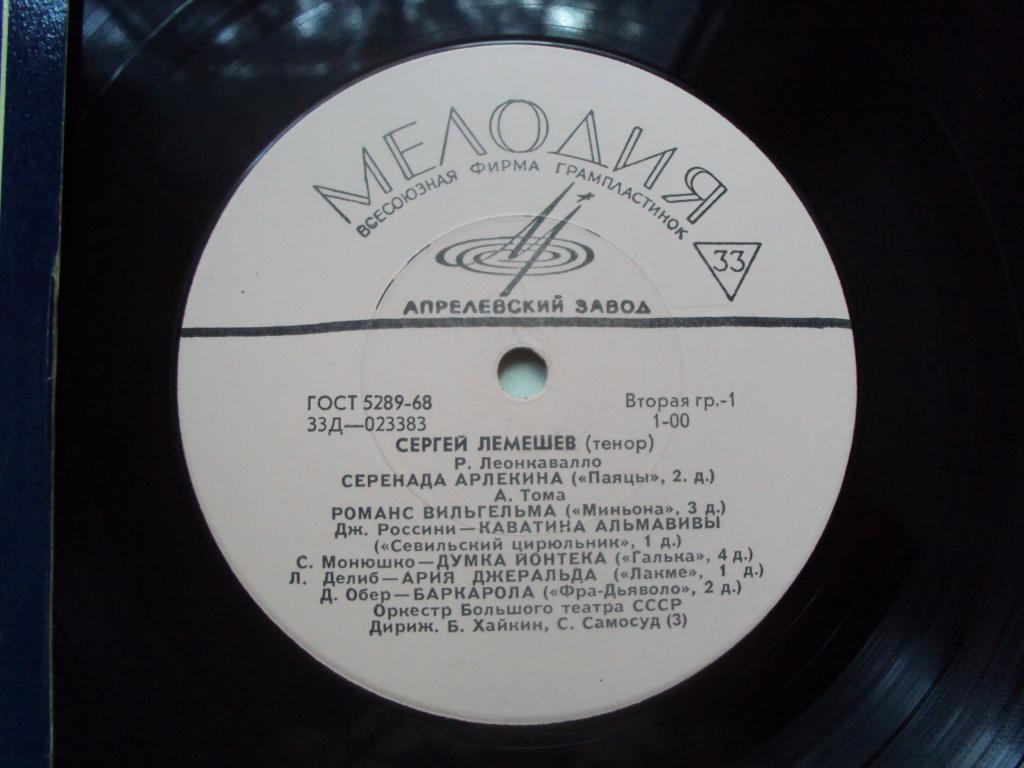 МЕЛОДИЯ
ВСЕСОЮЗНАЯ ФИРМА ГРАМПЛАСТИНОК
33
АПРЕЛЕВСКИЙ ЗАВОД
ГОСТ 5289-68
Вторая гр.-1
33Д—023383
1-00
СЕРГЕЙ ЛЕМЕШЕВ (тенор)
Р. Леонкавалло
СЕРЕНАДА АРЛЕКИНА («Паяцы», 2. д.)
А. Тома
РОМАНС ВИЛЬГЕЛЬМА («Миньона», 3 д.)
Дж. Россини—КАВАТИНА АЛЬМАВИВЫ
(«Севильский цирюльник», 1 д.)
С. Монюшко—ДУМКА ЙОНТЕКА («Галька», 4 д.)
Л. Делиб—АРИЯ ДЖЕРАЛЬДА («Лакме», 1 д.)
Д. Обер—БАРКАРОЛА («Фра-Дьяволо», 2 д.)
Оркестр Большого театра СССР
Дириж. Б. Хайкин, С. Самосуд (3)